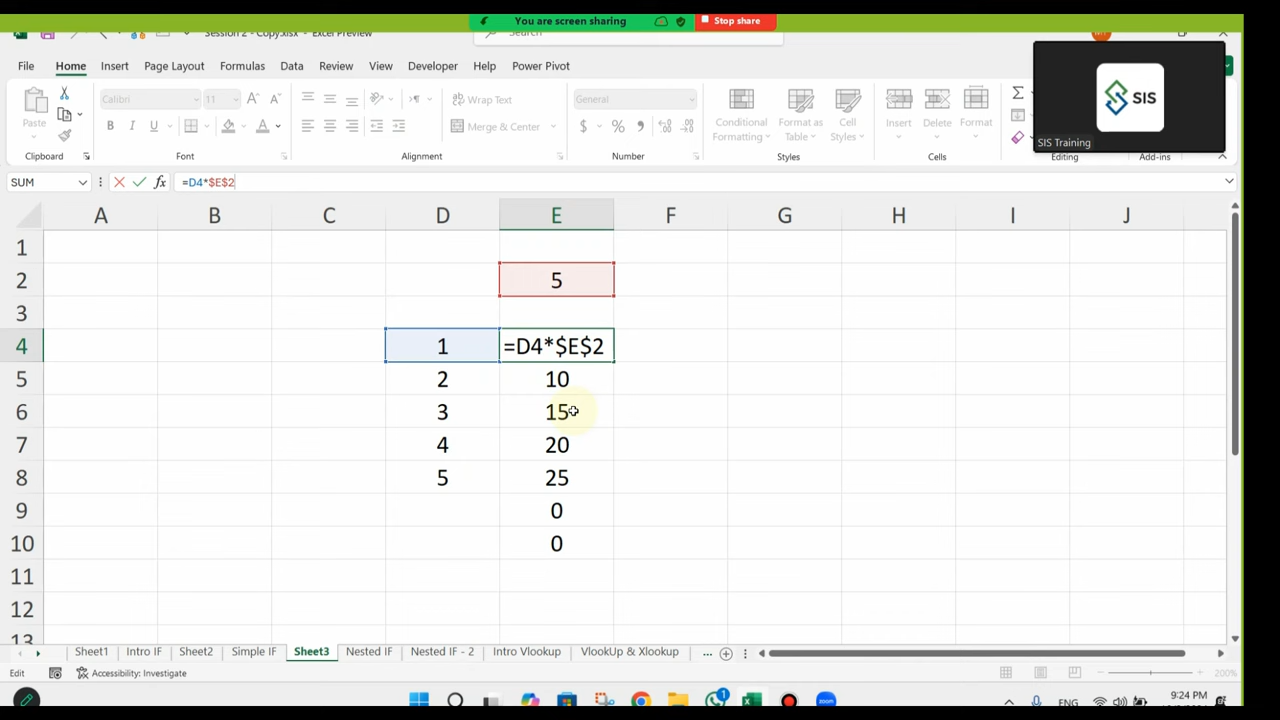 You are screen sharing
Stop share
Session 2 - Copy.xlsx - Excel Preview
Search
File Home Insert Page Layout Formulas Data Review View Developer Help Power Pivot
Paste
Calibri 11
Wrap Text
General
Conditional Formatting
Format as Table
Cell Styles
Insert
Delete
Format
Merge & Center
Clipboard Font Alignment Number Styles Cells Editing Add-ins
SIS
SIS Training
SUM
fx
=D4*$E$2
A B C D E F G H I J
1
2 5
3
4 1 =D4*$E$2
5 2 10
6 3 15
7 4 20
8 5 25
9 0
10 0
11
12
13
Sheet1 Intro IF Sheet2 Simple IF Sheet3 Nested IF Nested IF - 2 Intro Vlookup VlookUp & Xlookup ...
Edit Accessibility: Investigate 200%
1
ENG
9:24 PM